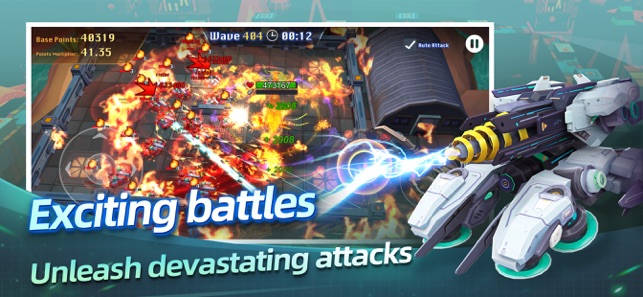 Base Points: 40319
Points Multiplier: 41.35
Wave 404 00:12
Auto Attack
473167
Exciting battles
Unleash devastating attacks